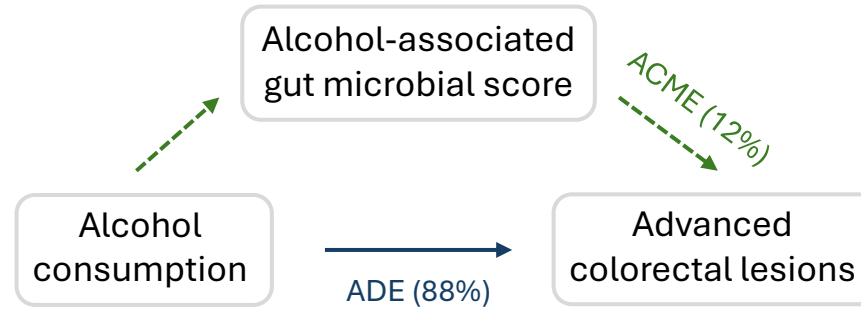 Alcohol-associated
gut microbial score
ACME (12%)
Alcohol
consumption
ADE (88%)
Advanced
colorectal lesions